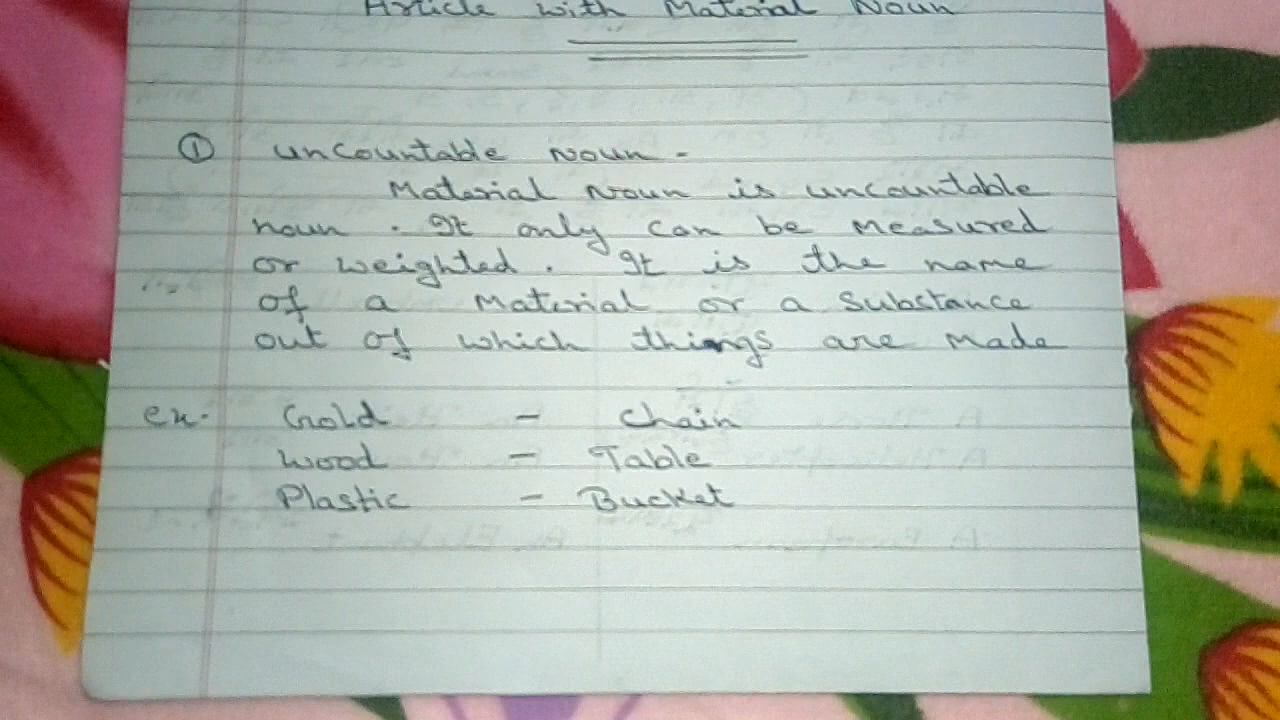 Article with Material Noun
① uncountable Noun -
Material Noun is uncountable
noun. It only can be measured
or weighted. It is the name
of a Material or a Substance
out of which things are Made
ex. Gold - Chain
Wood - Table
Plastic - Bucket